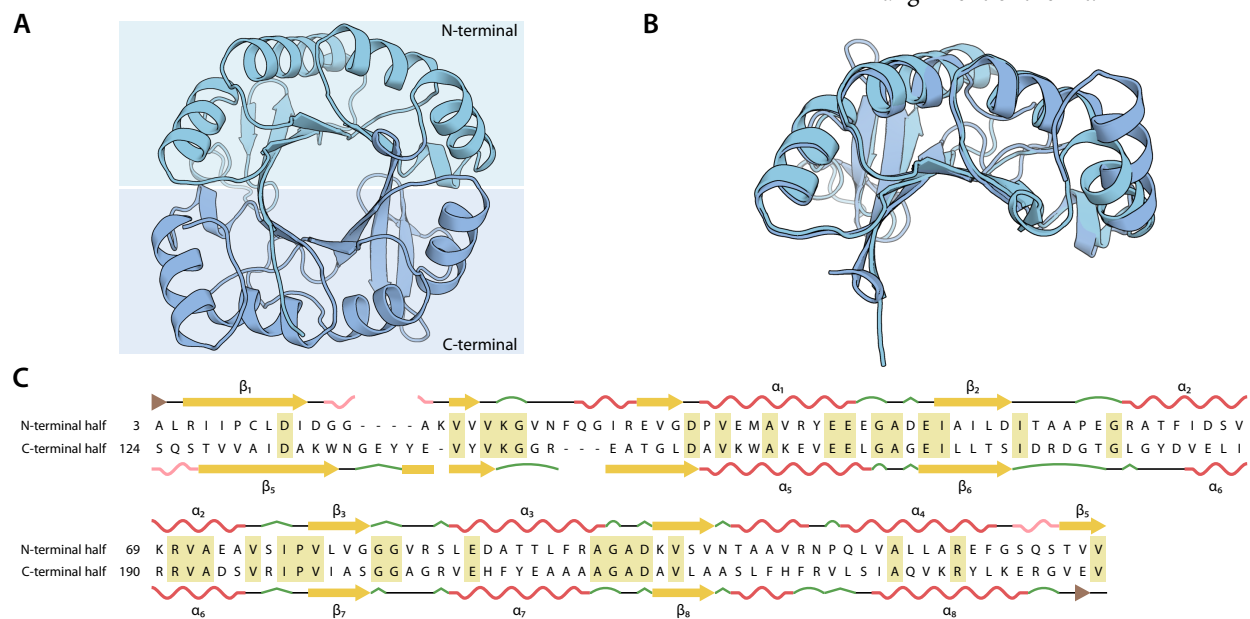 A
N-terminal
C-terminal
B
C
β1 α1 β2 α2
N-terminal half 3 A L R I I P C L D I D G G - - - - A K V V V K G V N F Q G I R E V G D P V E M A V R Y E E E G A D E I A I L D I T A A P E G R A T F I D S V
C-terminal half 124 S Q S T V V A I D A K W N G E Y Y E - V Y V K G G R - - - E A T G L D A V K W A K E V E E L G A G E I L L T S I D R D G T G L G Y D V E L I
β5 α5 β6 α6
α2 β3 α3 α4 β5
N-terminal half 69 K R V A E A V S I P V L V G G G V R S L E D A T T L F R A G A D K V S V N T A A V R N P Q L V A L L A R E F G S Q S T V V
C-terminal half 190 R R V A D S V R I P V I A S G G A G R V E H F Y E A A A A G A D A V L A A S L F H F R V L S I A Q V K R Y L K E R G V E V
α6 β7 α7 β8 α8